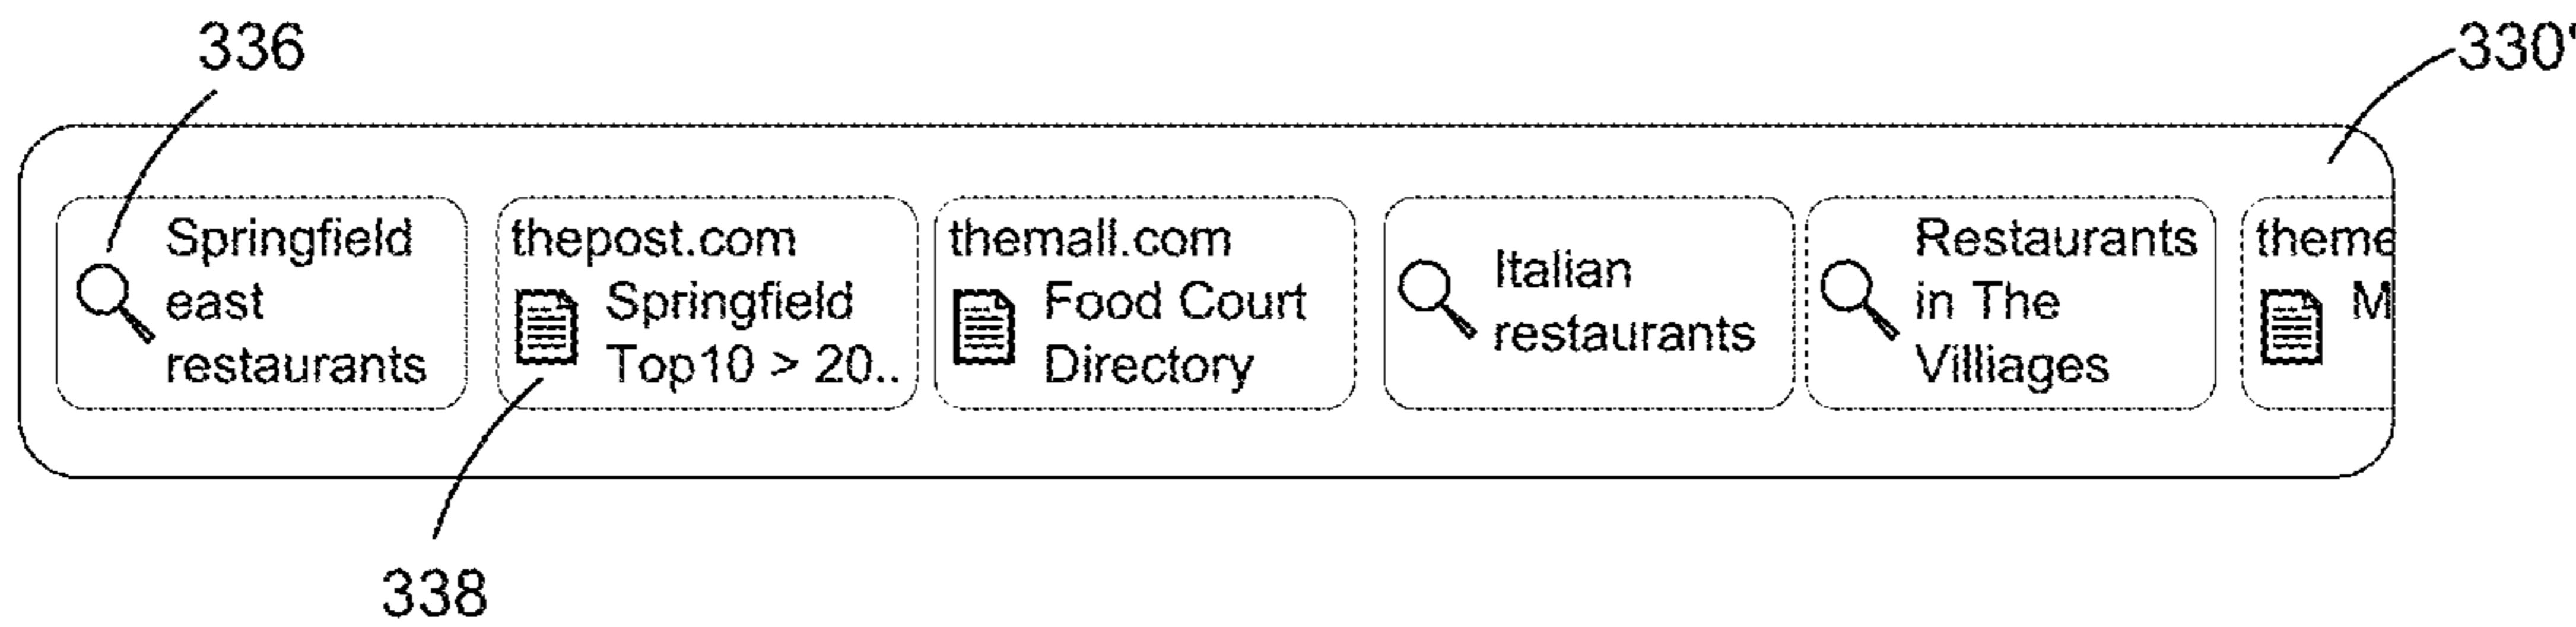 336
330'
Springfield
east
restaurants
thepost.com
Springfield
Top10 > 20..
themall.com
Food Court
Directory
Italian
restaurants
Restaurants
in The
Villiages
theme
M
338